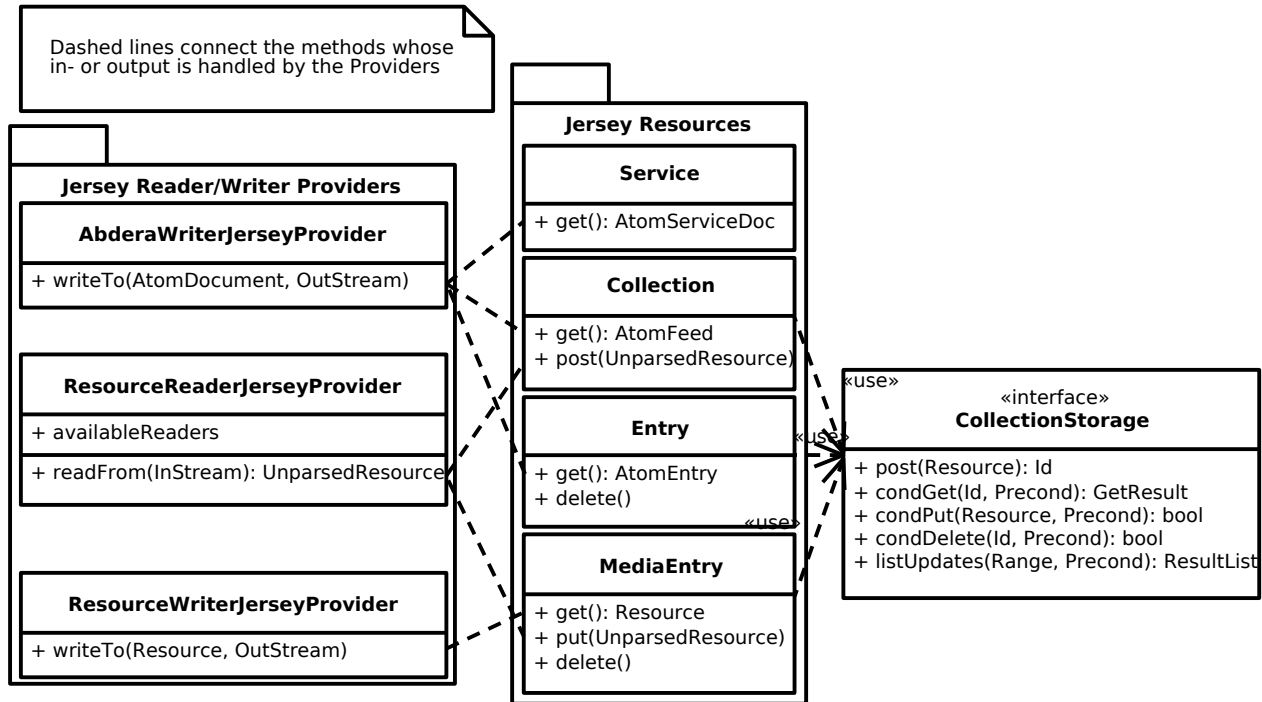 Dashed lines connect the methods whose
in- or output is handled by the Providers
Jersey Reader/Writer Providers
AbderaWriterJerseyProvider
+ writeTo(AtomDocument, OutStream)
ResourceReaderJerseyProvider
+ availableReaders
+ readFrom(InStream): UnparsedResource
ResourceWriterJerseyProvider
+ writeTo(Resource, OutStream)
Jersey Resources
Service
+ get(): AtomServiceDoc
Collection
+ get(): AtomFeed
+ post(UnparsedResource)
Entry
+ get(): AtomEntry
+ delete()
MediaEntry
+ get(): Resource
+ put(UnparsedResource)
+ delete()
«use»
«use»
«use»
«interface»
CollectionStorage
+ post(Resource): Id
+ condGet(Id, Precond): GetResult
+ condPut(Resource, Precond): bool
+ condDelete(Id, Precond): bool
+ listUpdates(Range, Precond): ResultList